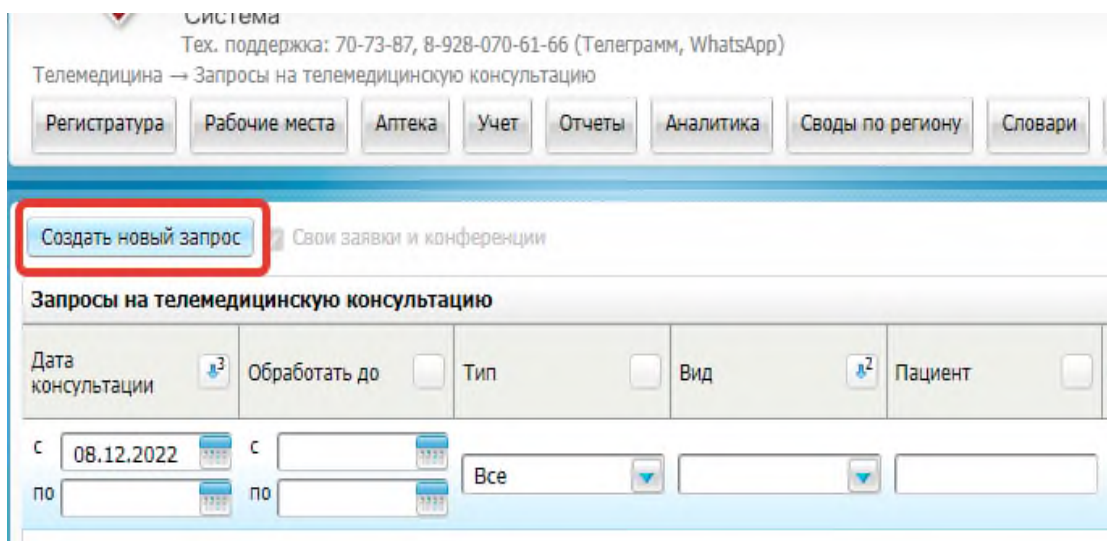 Система
Тех. поддержка: 70-73-87, 8-928-070-61-66 (Телеграмм, WhatsApp)
Телемедицина → Запросы на телемедицинскую консультацию
Регистратура Рабочие места Аптека Учет Отчеты Аналитика Своды по региону Словари
Создать новый запрос Свои заявки и конференции
Запросы на телемедицинскую консультацию
Дата консультации 3 Обработать до Тип Вид 2 Пациент
с 08.12.2022 с
Все
по по